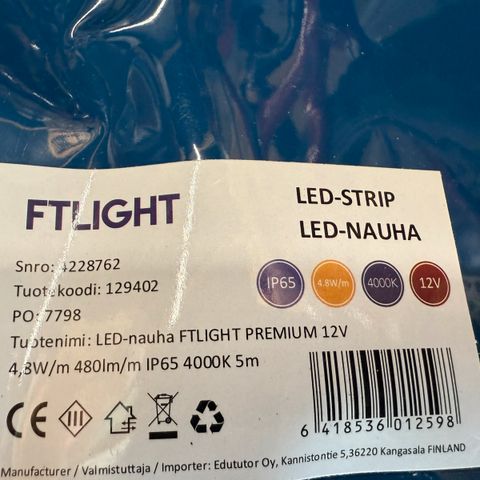 FTLIGHT
LED-STRIP
LED-NAUHA
Snro: 4228762
Tuotekoodi: 129402
PO: 7798
IP65
4.8W/m
4000K
12V
Tuotenimi: LED-nauha FTLIGHT PREMIUM 12V
4,8W/m 480lm/m IP65 4000K 5m
CE
III
6 418536 012598
Manufacturer / Valmistuttaja / Importer: Edututor Oy, Kannistontie 5,36220 Kangasala FINLAND